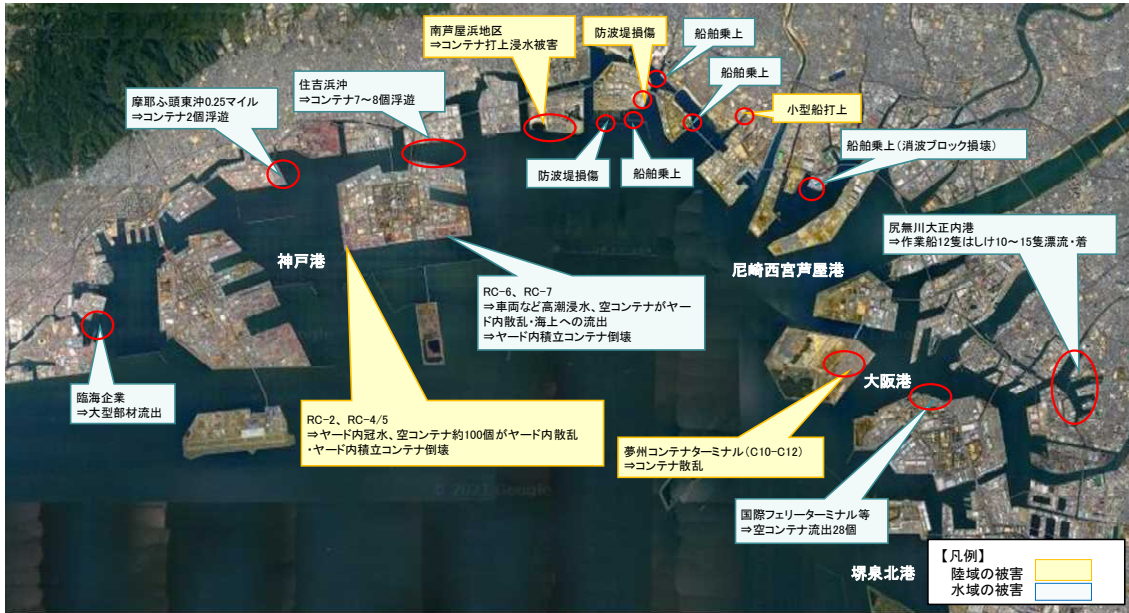 南芦屋浜地区
⇒コンテナ打上浸水被害
防波堤損傷
船舶乗上
船舶乗上
住吉浜沖
⇒コンテナ7～8個浮遊
摩耶ふ頭東沖0.25マイル
⇒コンテナ2個浮遊
小型船打上
防波堤損傷
船舶乗上
船舶乗上(消波ブロック損壊)
尻無川大正内港
⇒作業船12隻はしけ10～15隻漂流・着
神戸港
尼崎西宮芦屋港
RC-6、RC-7
⇒車両など高潮浸水、空コンテナがヤー
ド内散乱・海上への流出
⇒ヤード内積立コンテナ倒壊
臨海企業
⇒大型部材流出
大阪港
RC-2、RC-4/5
⇒ヤード内冠水、空コンテナ約100個がヤード内散乱
・ヤード内積立コンテナ倒壊
夢州コンテナターミナル(C10-C12)
⇒コンテナ散乱
© 2021 Google
国際フェリーターミナル等
⇒空コンテナ流出28個
堺泉北港
【凡例】
陸域の被害
水域の被害